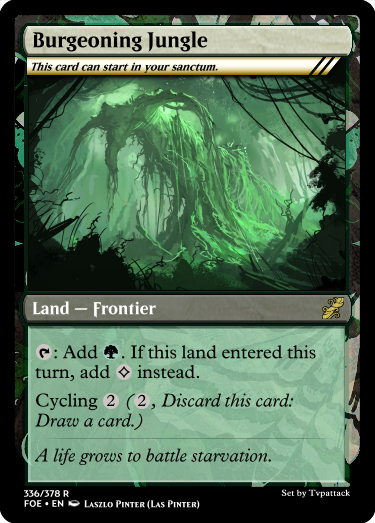 Burgeoning Jungle
This card can start in your sanctum.
Land — Frontier
: Add . If this land entered this
turn, add instead.
Cycling 2 (2, Discard this card:
Draw a card.)
A life grows to battle starvation.
336/378 R
Set by Tvpattack
FOE • EN Laszlo Pinter (Las Pinter)